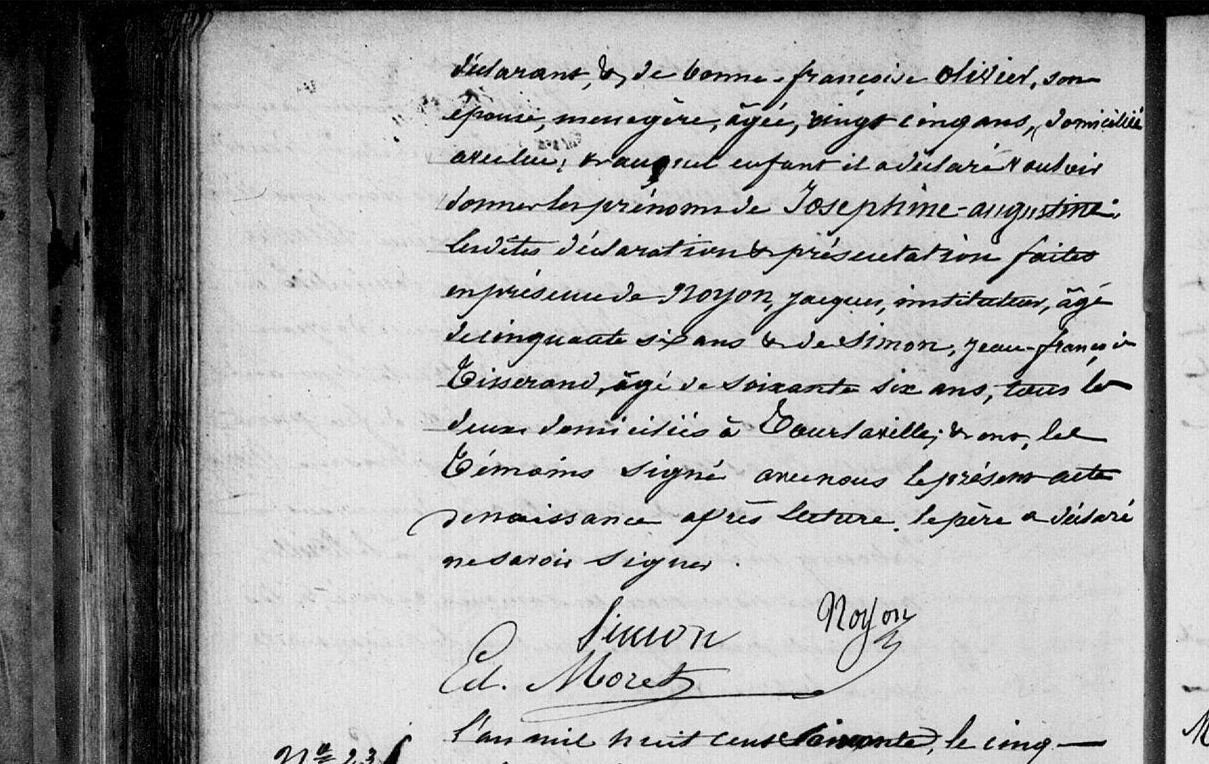 déclarant, & de bonne-françoise olivier, son
épouse, menagère, âgée, vingt cinq ans, domiciliée
avec lui; & auquel enfant il a déclaré vouloir
donner les prénoms de Josephine-augustine.
lesdites déclaration & présentation faites
en présence de Noyon, jacques, instituteur, âgé
de cinquante six ans & de Simon, jean-françois
Tisserand, âgé de soixante six ans, tous les
deux domiciliés à Tourlaville; & ont, les
Témoins signé avec nous le présent acte
de naissance après lecture. le père a déclaré
ne savoir signer.
Simon Noyon
Ed. Moret
l'an mil huit cent soixante, le cinq
Nº 23